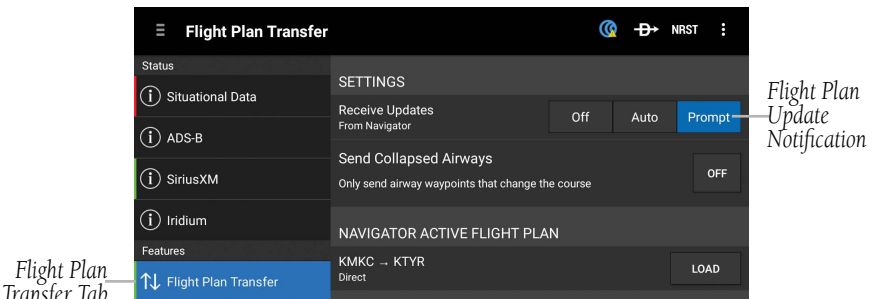 Flight Plan Transfer
NRST
Status
Situational Data
ADS-B
SiriusXM
Iridium
Features
Flight Plan Transfer
SETTINGS
Receive Updates
From Navigator
Off
Auto
Prompt
Send Collapsed Airways
Only send airway waypoints that change the course
OFF
NAVIGATOR ACTIVE FLIGHT PLAN
KMKC → KTYR
Direct
LOAD
Flight Plan
Update
Notification
Flight Plan
Transfer Tab